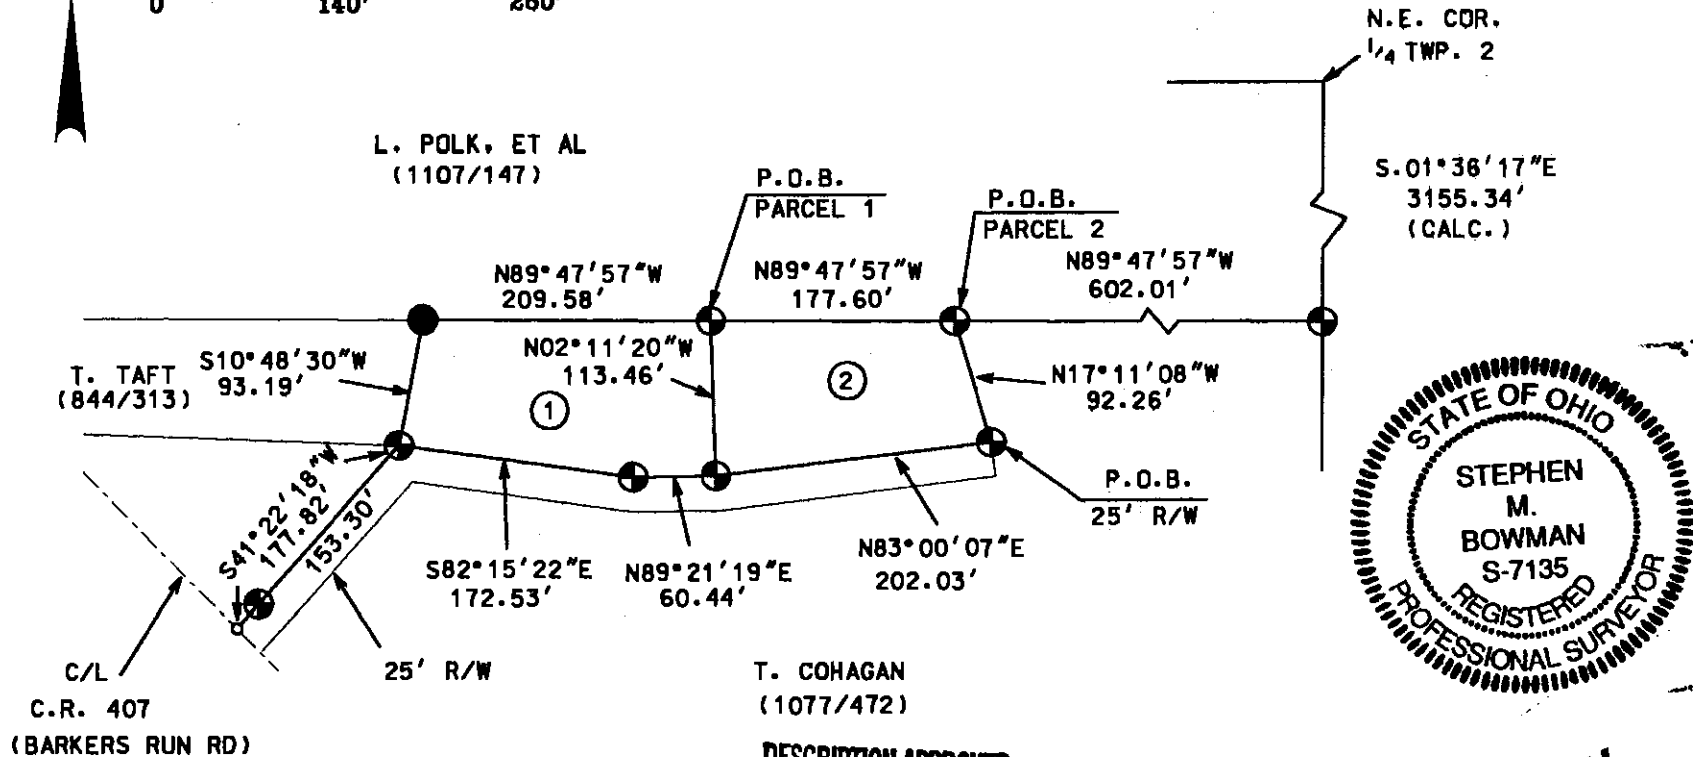 0 140' 280'
N.E. COR.
1/4 TWP. 2
L. POLK, ET AL
(1107/147)
P.O.B.
PARCEL 1
P.O.B.
PARCEL 2
S.01°36'17"E
3155.34'
(CALC.)
N89°47'57"W
209.58'
N89°47'57"W
177.60'
N89°47'57"W
602.01'
T. TAFT
(844/313)
S10°48'30"W
93.19'
N02°11'20"W
113.46'
1
2
N17°11'08"W
92.26'
S41°22'18"W
177.82'
153.30'
S82°15'22"E
172.53'
N89°21'19"E
60.44'
N83°00'07"E
202.03'
P.O.B.
25' R/W
C/L
C.R. 407
(BARKERS RUN RD)
25' R/W
T. COHAGAN
(1077/472)
DESCRIPTION APPROVED
STATE OF OHIO
STEPHEN
M.
BOWMAN
S-7135
REGISTERED
PROFESSIONAL SURVEYOR